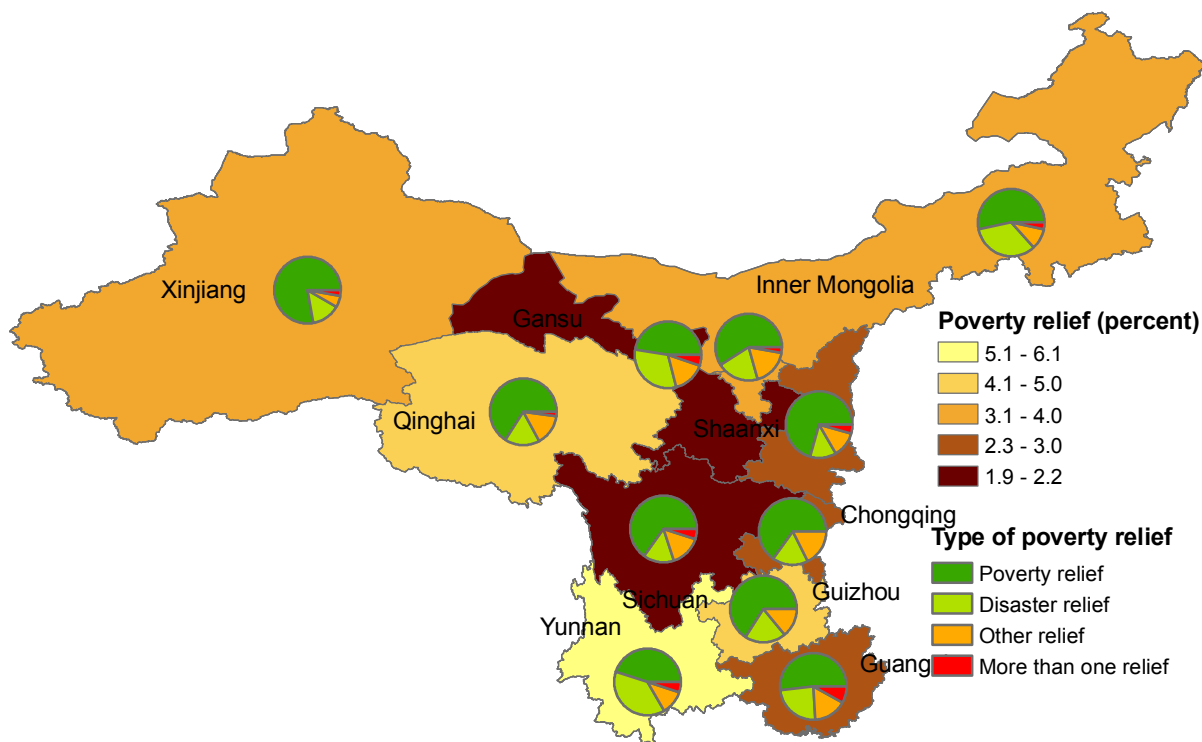 Xinjiang
Inner Mongolia
Gansu
Qinghai
Shaanxi
Chongqing
Sichuan
Guizhou
Yunnan
Guang
Poverty relief (percent)
5.1 - 6.1
4.1 - 5.0
3.1 - 4.0
2.3 - 3.0
1.9 - 2.2
Type of poverty relief
Poverty relief
Disaster relief
Other relief
More than one relief